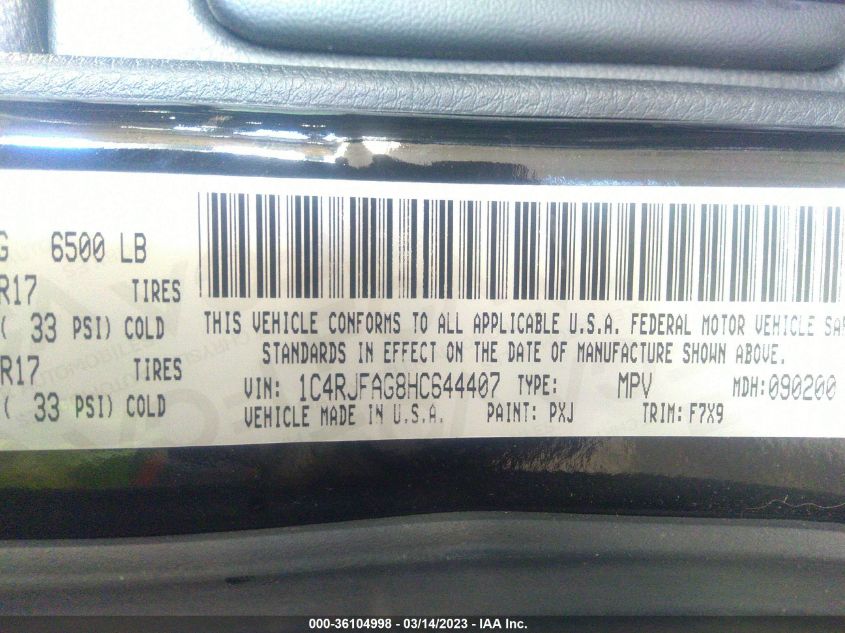 G 6500 LB
R17 TIRES
( 33 PSI) COLD
R17 TIRES
( 33 PSI) COLD
THIS VEHICLE CONFORMS TO ALL APPLICABLE U.S.A. FEDERAL MOTOR VEHICLE SA
STANDARDS IN EFFECT ON THE DATE OF MANUFACTURE SHOWN ABOVE.
VIN: 1C4RJFAG8HC644407 TYPE: MPV MDH: 090200
VEHICLE MADE IN U.S.A. PAINT: PXJ TRIM: F7X9
000-36104998 - 03/14/2023 - IAA Inc.